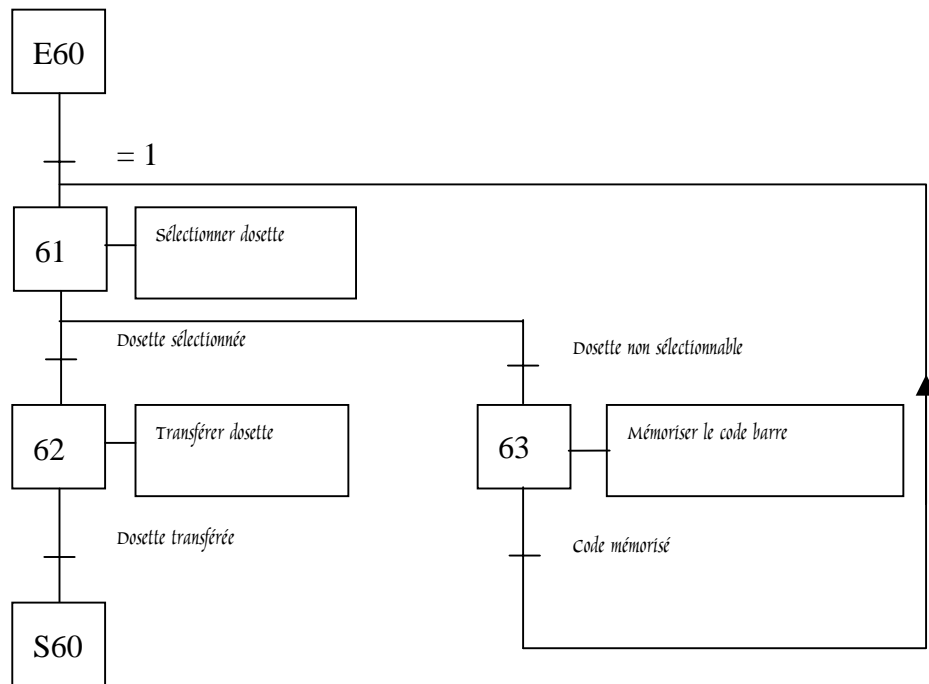 E60
= 1
61
Sélectionner dosette
Dosette sélectionnée
Dosette non sélectionnable
62
Transférer dosette
63
Mémoriser le code barre
Dosette transférée
Code mémorisé
S60